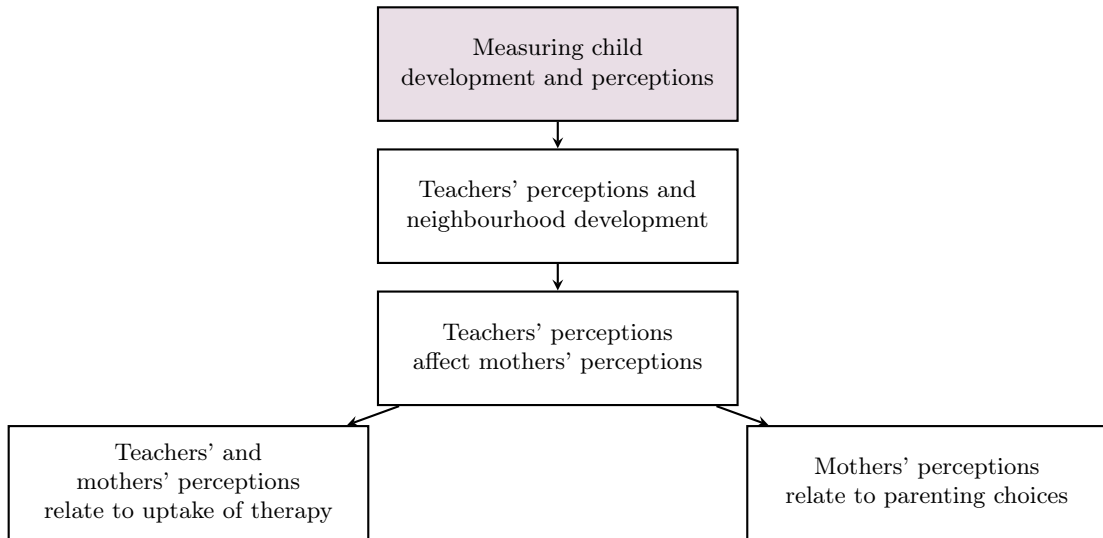 Measuring child
development and perceptions
Teachers’ perceptions and
neighbourhood development
Teachers’ perceptions
affect mothers’ perceptions
Teachers’ and
mothers’ perceptions
relate to uptake of therapy
Mothers’ perceptions
relate to parenting choices